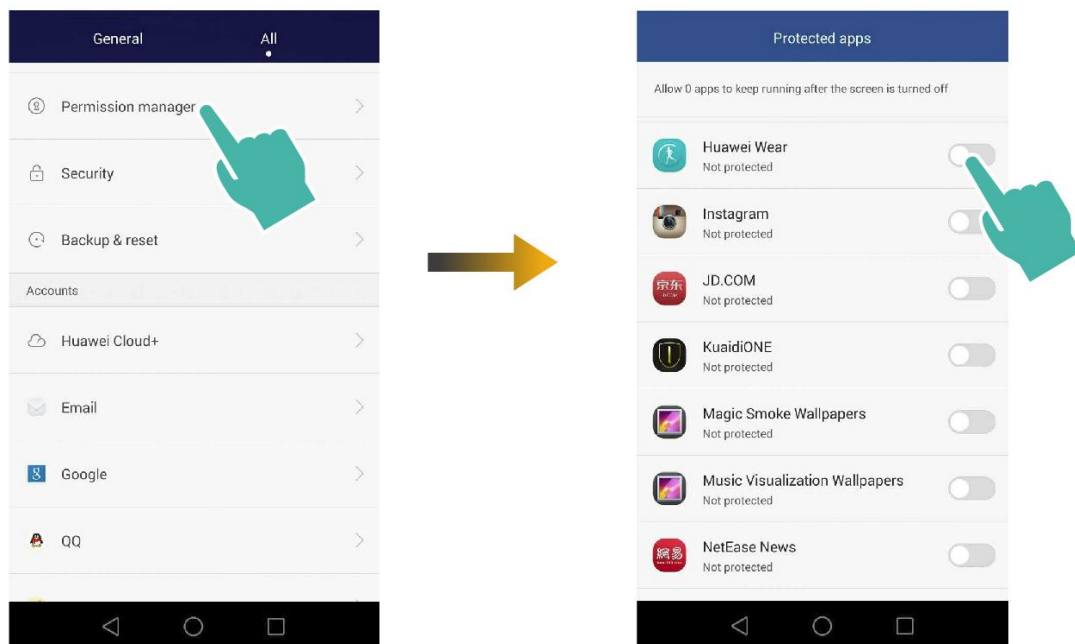 General
All
Permission manager
Security
Backup & reset
Accounts
Huawei Cloud+
Email
8
Google
QQ
Protected apps
Allow 0 apps to keep running after the screen is turned off
Huawei Wear
Not protected
Instagram
Not protected
京东
JD.COM
Not protected
KuaidiONE
Not protected
Magic Smoke Wallpapers
Not protected
Music Visualization Wallpapers
Not protected
網易
NetEase News
Not protected